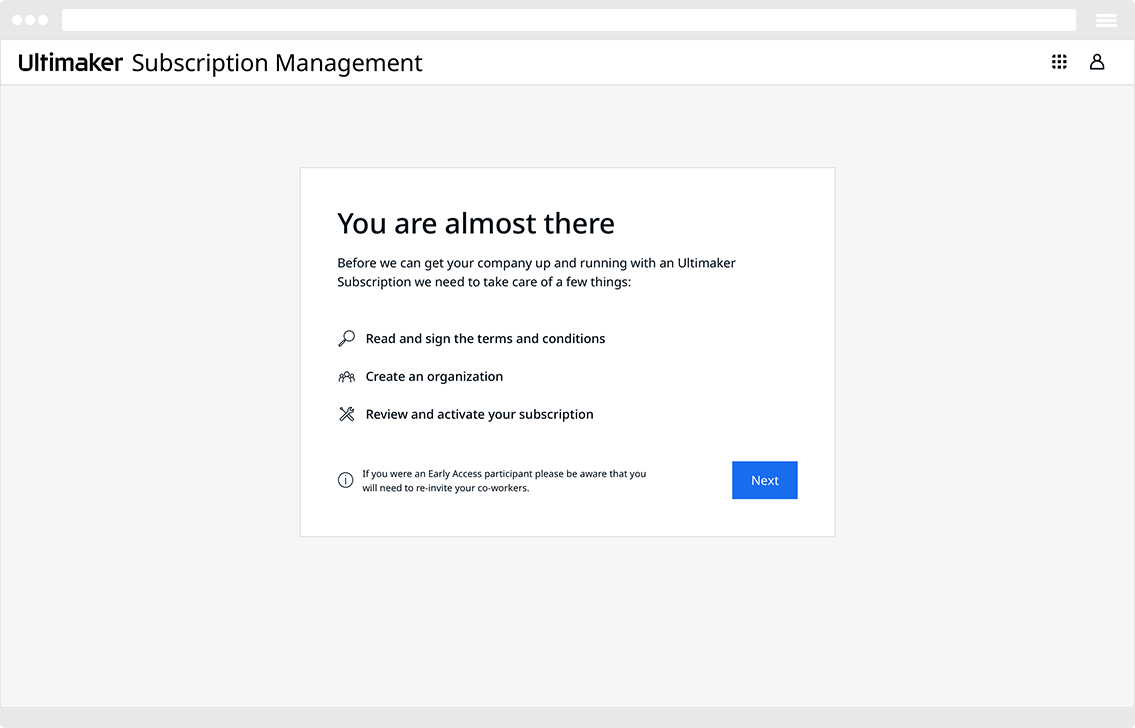 Ultimaker Subscription Management
You are almost there
Before we can get your company up and running with an Ultimaker
Subscription we need to take care of a few things:
Read and sign the terms and conditions
Create an organization
Review and activate your subscription
If you were an Early Access participant please be aware that you
will need to re-invite your co-workers.
Next